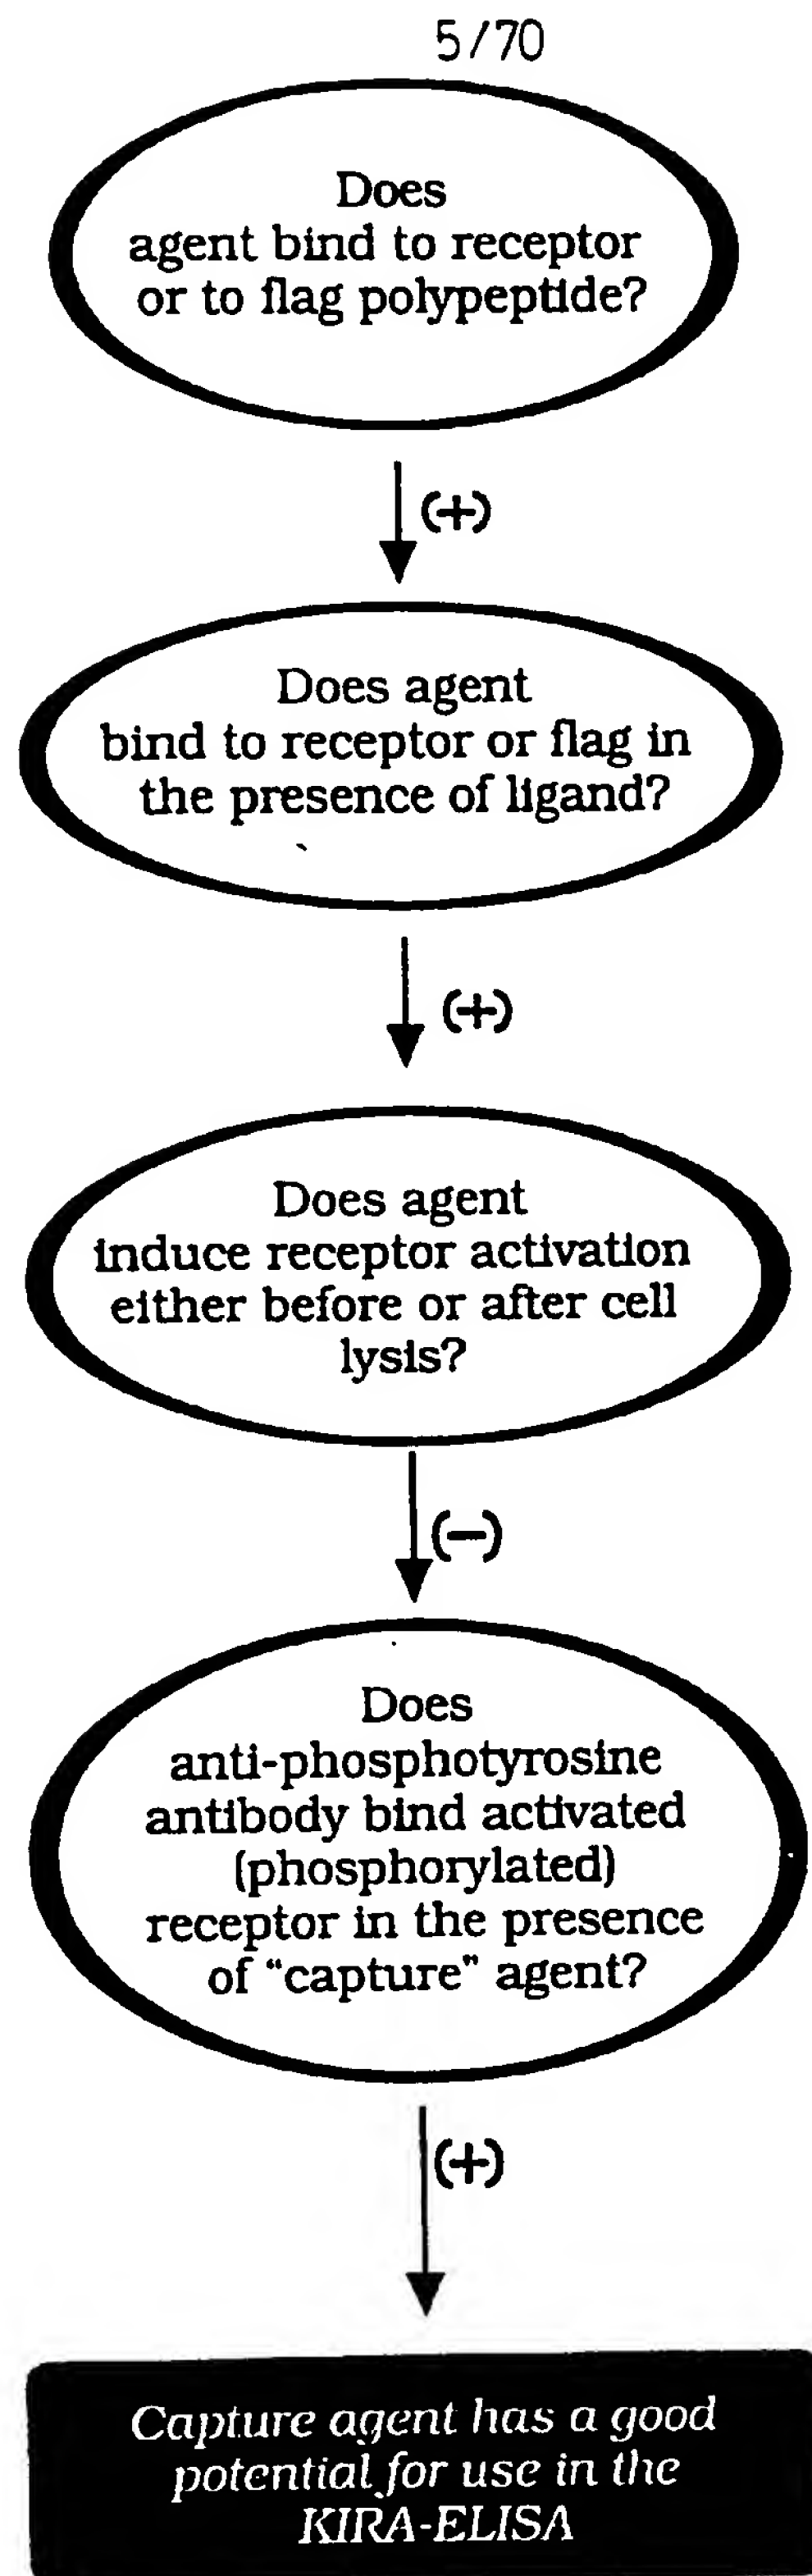 5/70
Does
agent bind to receptor
or to flag polypeptide?
(+)
Does agent
bind to receptor or flag in
the presence of ligand?
(+)
Does agent
induce receptor activation
either before or after cell
lysis?
(−)
Does
anti-phosphotyrosine
antibody bind activated
(phosphorylated)
receptor in the presence
of “capture” agent?
(+)
Capture agent has a good
potential for use in the
KIRA-ELISA